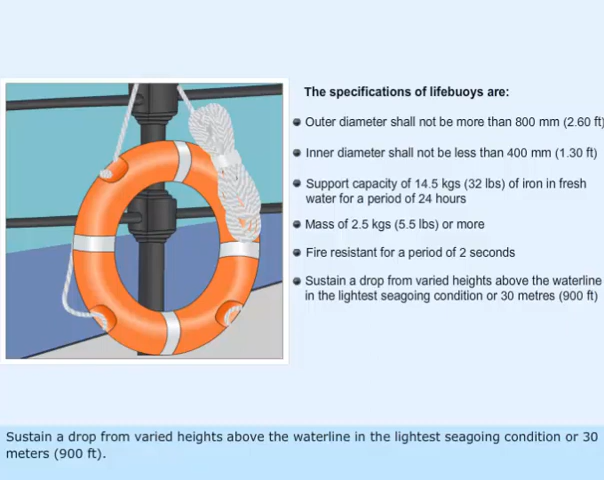 The specifications of lifebuoys are:
Outer diameter shall not be more than 800 mm (2.60 ft)
Inner diameter shall not be less than 400 mm (1.30 ft)
Support capacity of 14.5 kgs (32 lbs) of iron in fresh
water for a period of 24 hours
Mass of 2.5 kgs (5.5 lbs) or more
Fire resistant for a period of 2 seconds
Sustain a drop from varied heights above the waterline
in the lightest seagoing condition or 30 metres (900 ft)
Sustain a drop from varied heights above the waterline in the lightest seagoing condition or 30
meters (900 ft).